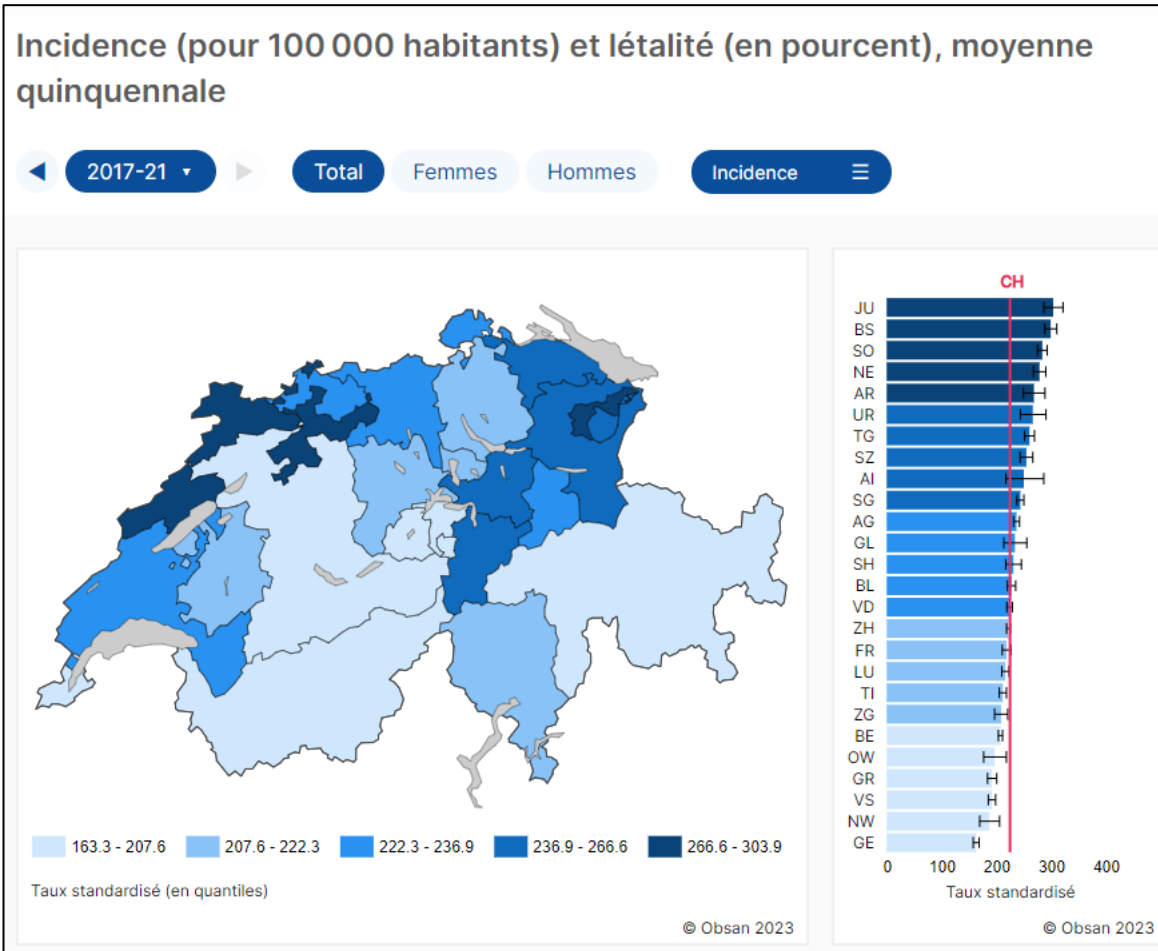 Incidence (pour 100 000 habitants) et létalité (en pourcent), moyenne
quinquennale
2017-21
Total
Femmes
Hommes
Incidence
163.3 - 207.6
207.6 - 222.3
222.3 - 236.9
236.9 - 266.6
266.6 - 303.9
Taux standardisé (en quantiles)
© Obsan 2023
CH
JU
BS
SO
NE
AR
UR
TG
SZ
AI
SG
AG
GL
SH
BL
VD
ZH
FR
LU
TI
ZG
BE
OW
GR
VS
NW
GE
0 100 200 300 400
Taux standardisé
© Obsan 2023